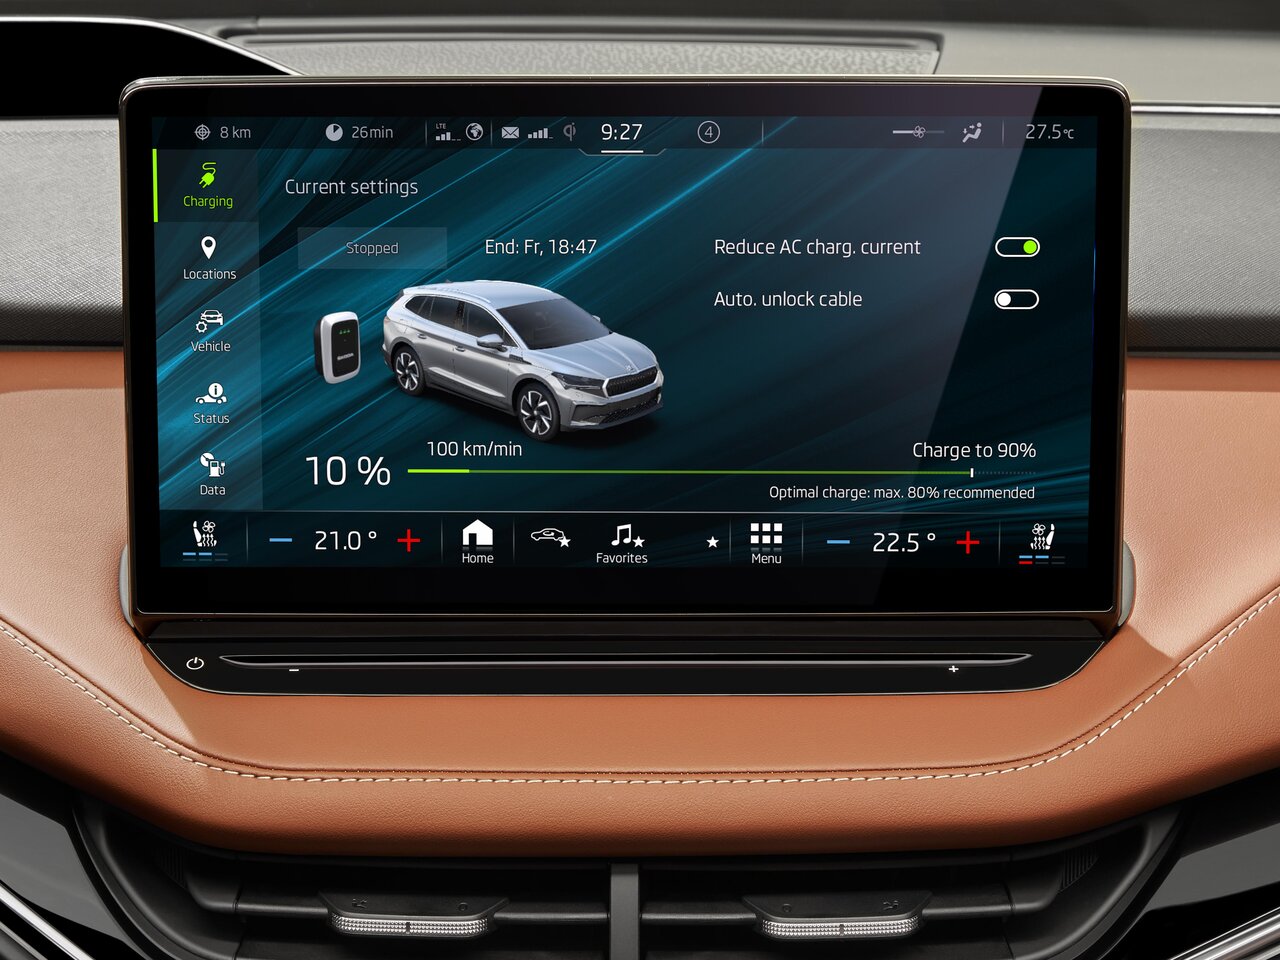 8 km
26min
LTE
9:27
4
27.5°C
Charging
Current settings
Stopped
End: Fr, 18:47
Reduce AC charg. current
Locations
Auto. unlock cable
Vehicle
SKODA
Status
100 km/min
Charge to 90%
10 %
Data
Optimal charge: max. 80% recommended
− 21.0 ° +
Home
Favorites
Menu
− 22.5 ° +
− +